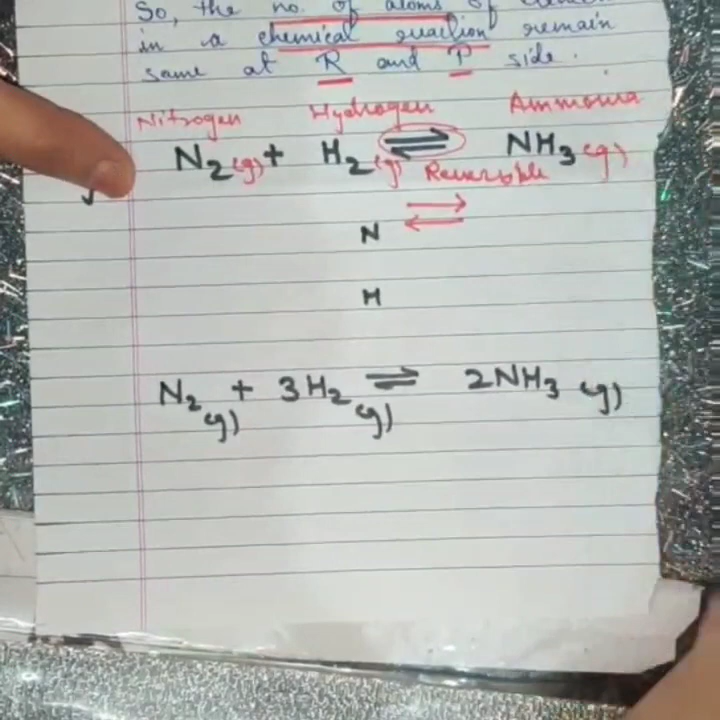 So, the no. of atoms of
in a chemical reaction remain
same at R and P side.
Nitrogen Hydrogen Ammonia
N2(g) + H2(g) ⇌ NH3(g)
Reversible
⇌
N
H
N2(g) + 3H2(g) ⇌ 2NH3(g)